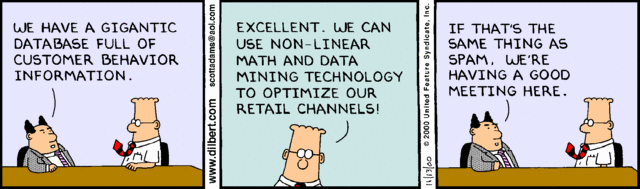 WE HAVE A GIGANTIC
DATABASE FULL OF
CUSTOMER BEHAVIOR
INFORMATION.
www.dilbert.com
scottadams@aol.com
EXCELLENT. WE CAN
USE NON-LINEAR
MATH AND DATA
MINING TECHNOLOGY
TO OPTIMIZE OUR
RETAIL CHANNELS!
11/13/00
© 2000 United Feature Syndicate, Inc.
IF THAT'S THE
SAME THING AS
SPAM, WE'RE
HAVING A GOOD
MEETING HERE.